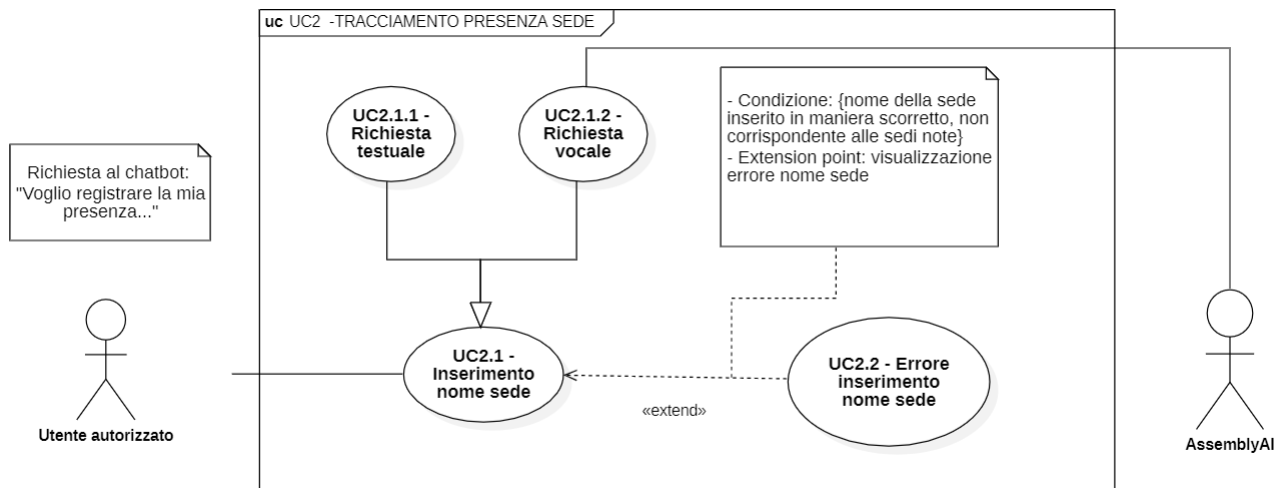 uc UC2 -TRACCIAMENTO PRESENZA SEDE
UC2.1.1 -
Richiesta
testuale
UC2.1.2 -
Richiesta
vocale
- Condizione: {nome della sede
inserito in maniera scorretto, non
corrispondente alle sedi note}
- Extension point: visualizzazione
errore nome sede
Richiesta al chatbot:
"Voglio registrare la mia
presenza..."
UC2.1 -
Inserimento
nome sede
UC2.2 - Errore
inserimento
nome sede
«extend»
Utente autorizzato
AssemblyAI